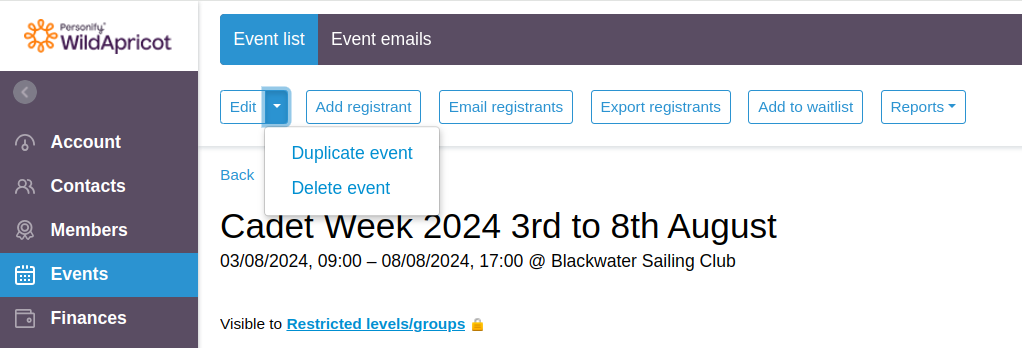 Personify
WildApricot
Event list Event emails
Edit Add registrant Email registrants Export registrants Add to waitlist Reports
Duplicate event
Delete event
Back
Cadet Week 2024 3rd to 8th August
03/08/2024, 09:00 – 08/08/2024, 17:00 @ Blackwater Sailing Club
Visible to Restricted levels/groups
Account
Contacts
Members
Events
Finances